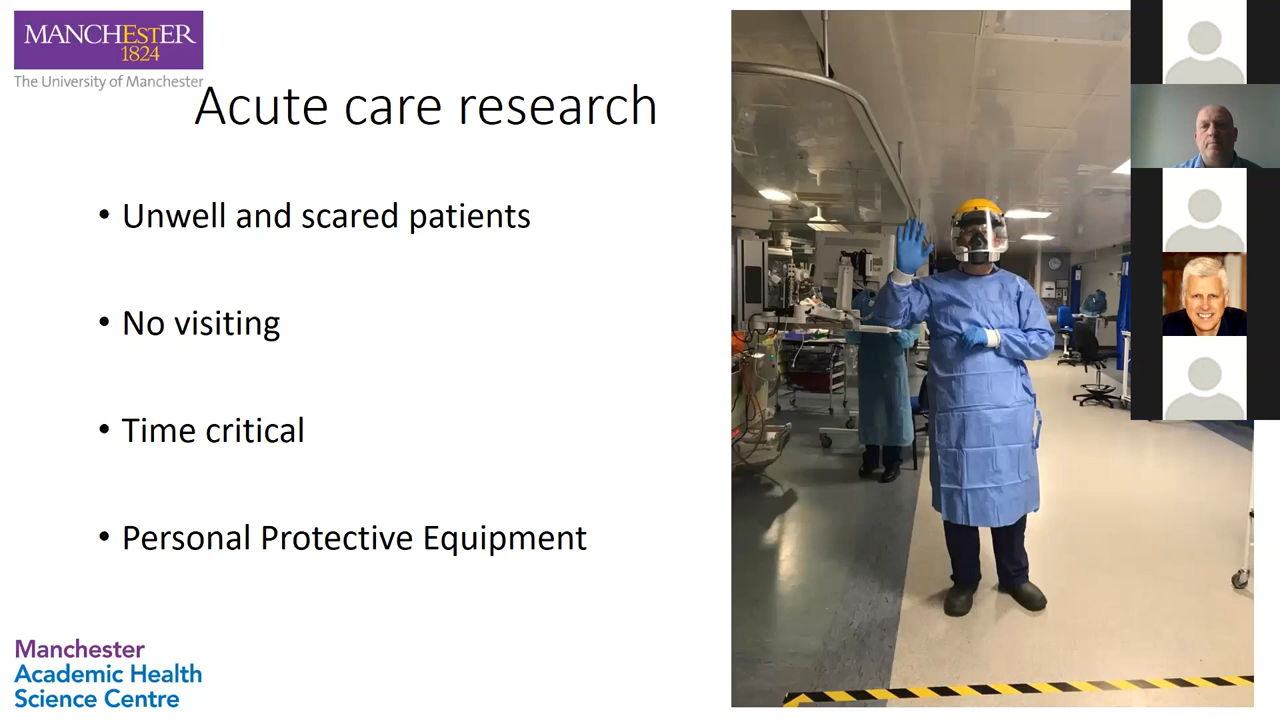 MANCHESTER
1824
The University of Manchester
Acute care research
• Unwell and scared patients
• No visiting
• Time critical
• Personal Protective Equipment
Manchester
Academic Health
Science Centre